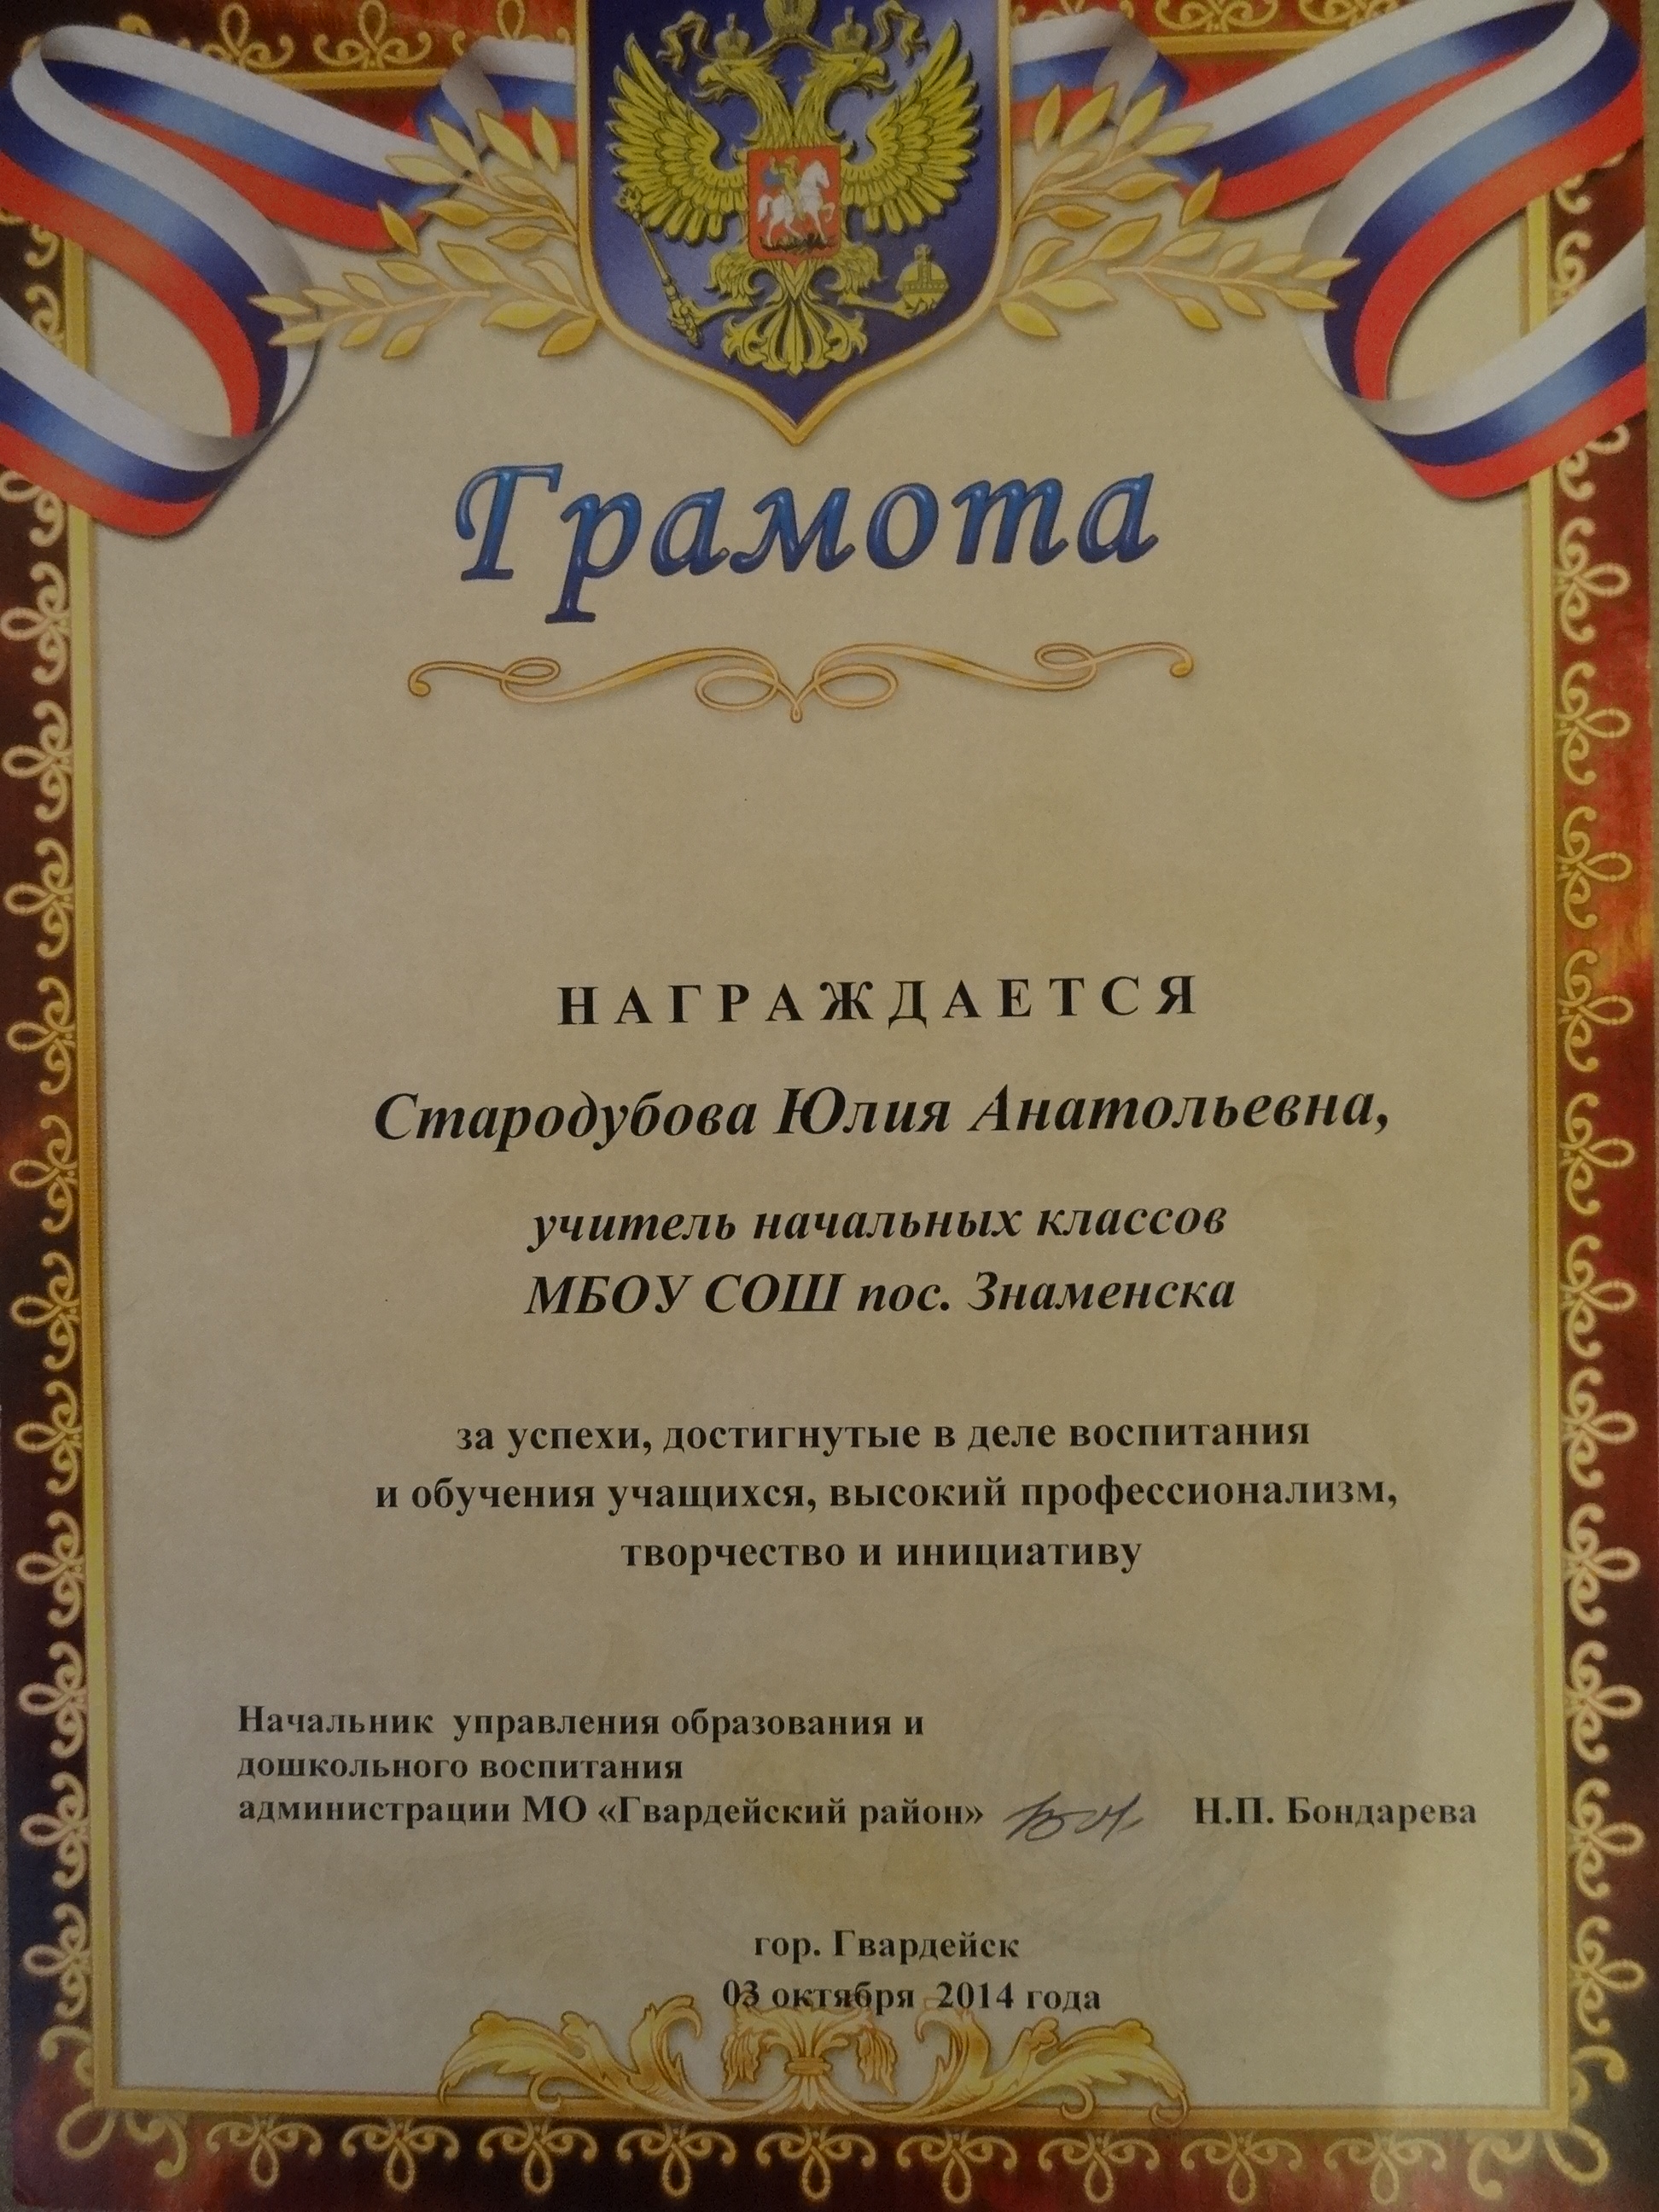 Грамота
НАГРАЖДАЕТСЯ
Стародубова Юлия Анатольевна,
учитель начальных классов
МБОУ СОШ пос. Знаменска
за успехи, достигнутые в деле воспитания
и обучения учащихся, высокий профессионализм,
творчество и инициативу
Начальник управления образования и
дошкольного воспитания
администрации МО «Гвардейский район» Н.П. Бондарева
гор. Гвардейск
03 октября 2014 года